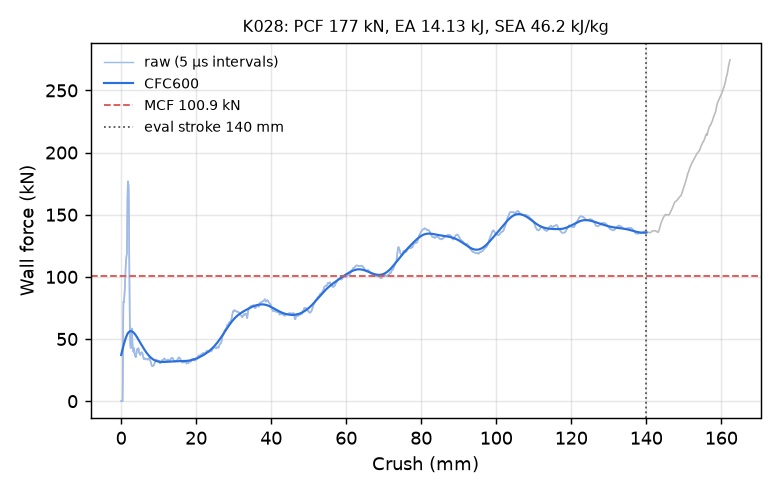 K028: PCF 177 kN, EA 14.13 kJ, SEA 46.2 kJ/kg
raw (5 µs intervals)
CFC600
MCF 100.9 kN
eval stroke 140 mm
Wall force (kN)
250
200
150
100
50
0
0 20 40 60 80 100 120 140 160
Crush (mm)